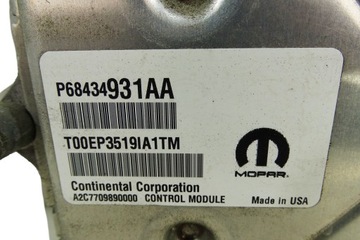 P68434931AA
T00EP3519IA1TM
MOPAR
Continental Corporation
A2C7709890000 CONTROL MODULE
Made in USA